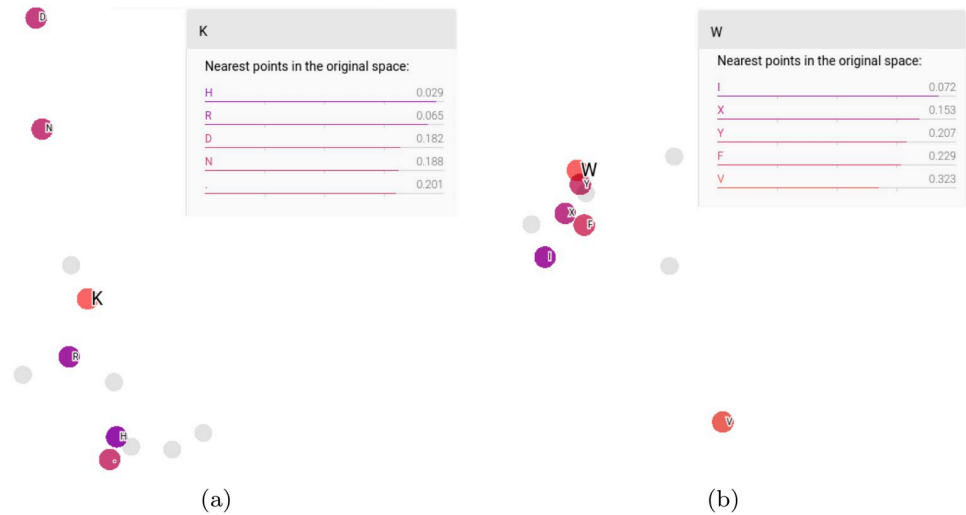 D
N
K
R
H
.
K
Nearest points in the original space:
H 0.029
R 0.065
D 0.182
N 0.188
. 0.201
(a)
W
Y
X
F
I
V
W
Nearest points in the original space:
I 0.072
X 0.153
Y 0.207
F 0.229
V 0.323
(b)